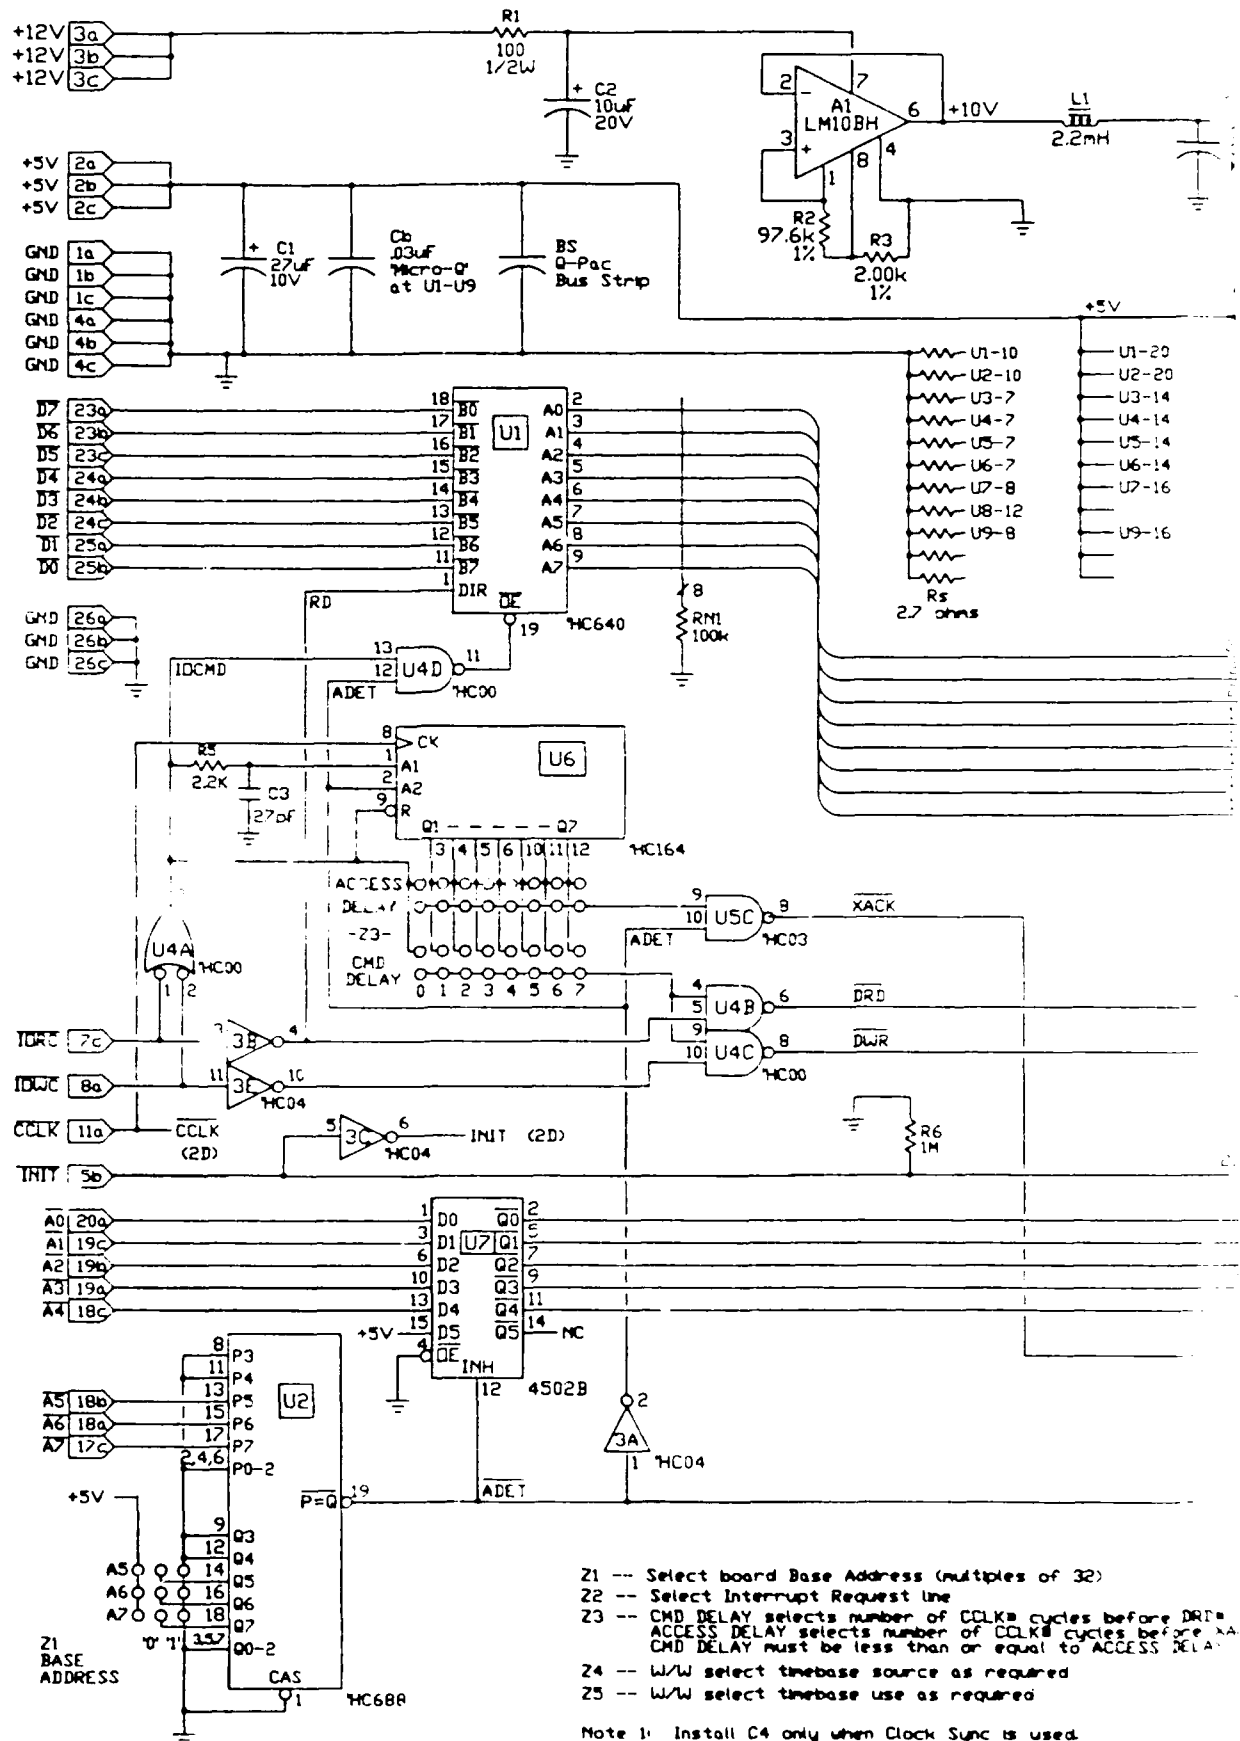 R1
+12V 3a
100
+12V 3b
1/2W
+12V 3c
+ C2
10uF
20V
2
7
A1
LM10BH
6
+10V
L1
2.2mH
3
8
4
1
R2
97.6k
1%
R3
2.00k
1%
+5V 2a
+5V 2b
+5V 2c
+ C1
27uF
10V
Cb
.03uF
'Micro-Q'
at U1-U9
BS
Q-Pac
Bus Strip
GND 1a
GND 1b
GND 1c
GND 4a
GND 4b
GND 4c
+5V
U1-10
U2-10
U3-7
U4-7
U5-7
U6-7
U7-8
U8-12
U9-8
Rs
2.7 ohms
U1-20
U2-20
U3-14
U4-14
U5-14
U6-14
U7-16
U9-16
D7 23a 18 B0 A0 2
D6 23b 17 B1 A1 3
D5 23c 16 B2 A2 4
D4 24a 15 B3 A3 5
D3 24b 14 B4 A4 6
D2 24c 13 B5 A5 7
D1 25a 12 B6 A6 8
D0 25b 11 B7 A7 9
U1
1 DIR
OE
RD
19
'HC640
8
RN1
100k
GND 26a
GND 26b
GND 26c
IOCMD
13
12
U4D
11
'HC00
ADET
8 CK
U6
R5
2.2K
1 A1
2 A2
9 R
C3
27pF
Q1 - - - - - Q7
3 4 5 6 10 11 12
'HC164
ACCESS
DELAY
-Z3-
CMD
DELAY
0 1 2 3 4 5 6 7
9
10
U5C
8
XACK
'HC03
ADET
U4A
'HC00
1 2
4
5
U4B
6
DRD
9
10
U4C
8
DWR
'HC00
IORC 7c
3B
4
IOWC 8a
11
3E
10
'HC04
CCLK 11a
CCLK
(2D)
5
3C
6
INIT (2D)
'HC04
R6
1M
INIT 5b
A0 20a 1 D0 Q0 2
A1 19c 3 D1 U7 Q1 5
A2 19b 6 D2 Q2 7
A3 19a 10 D3 Q3 9
A4 18c 13 D4 Q4 11
+5V 15 D5 Q5 14 NC
4 OE
INH
12
4502B
8 P3
11 P4
A5 18b 13 P5
A6 18a 15 P6
A7 17c 17 P7
2,4,6 P0-2
U2
+5V
P=Q 19
ADET
2
3A
1
'HC04
9 Q3
12 Q4
A5 14 Q5
A6 16 Q6
A7 18 Q7
'0' '1' 3,5,7 Q0-2
Z1
BASE
ADDRESS
CAS
1
'HC688
Z1 -- Select board Base Address (multiples of 32)
Z2 -- Select Interrupt Request line
Z3 -- CMD DELAY selects number of CCLK* cycles before DRD*
ACCESS DELAY selects number of CCLK* cycles before XA
CMD DELAY must be less than or equal to ACCESS DELA
Z4 -- W/W select timebase source as required
Z5 -- W/W select timebase use as required
Note 1: Install C4 only when Clock Sync is used.